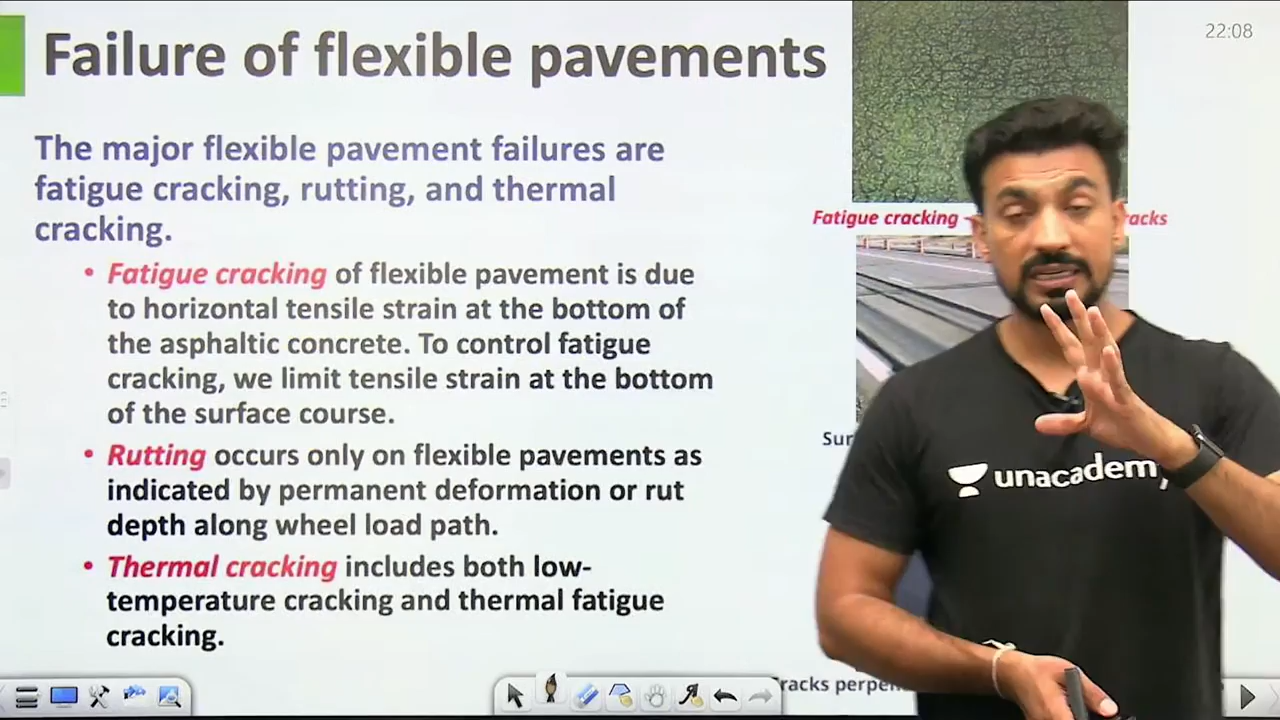 Failure of flexible pavements
22:08
The major flexible pavement failures are
fatigue cracking, rutting, and thermal
cracking.
• Fatigue cracking of flexible pavement is due
to horizontal tensile strain at the bottom of
the asphaltic concrete. To control fatigue
cracking, we limit tensile strain at the bottom
of the surface course.
• Rutting occurs only on flexible pavements as
indicated by permanent deformation or rut
depth along wheel load path.
• Thermal cracking includes both low-
temperature cracking and thermal fatigue
cracking.
Fatigue cracking
unacademy